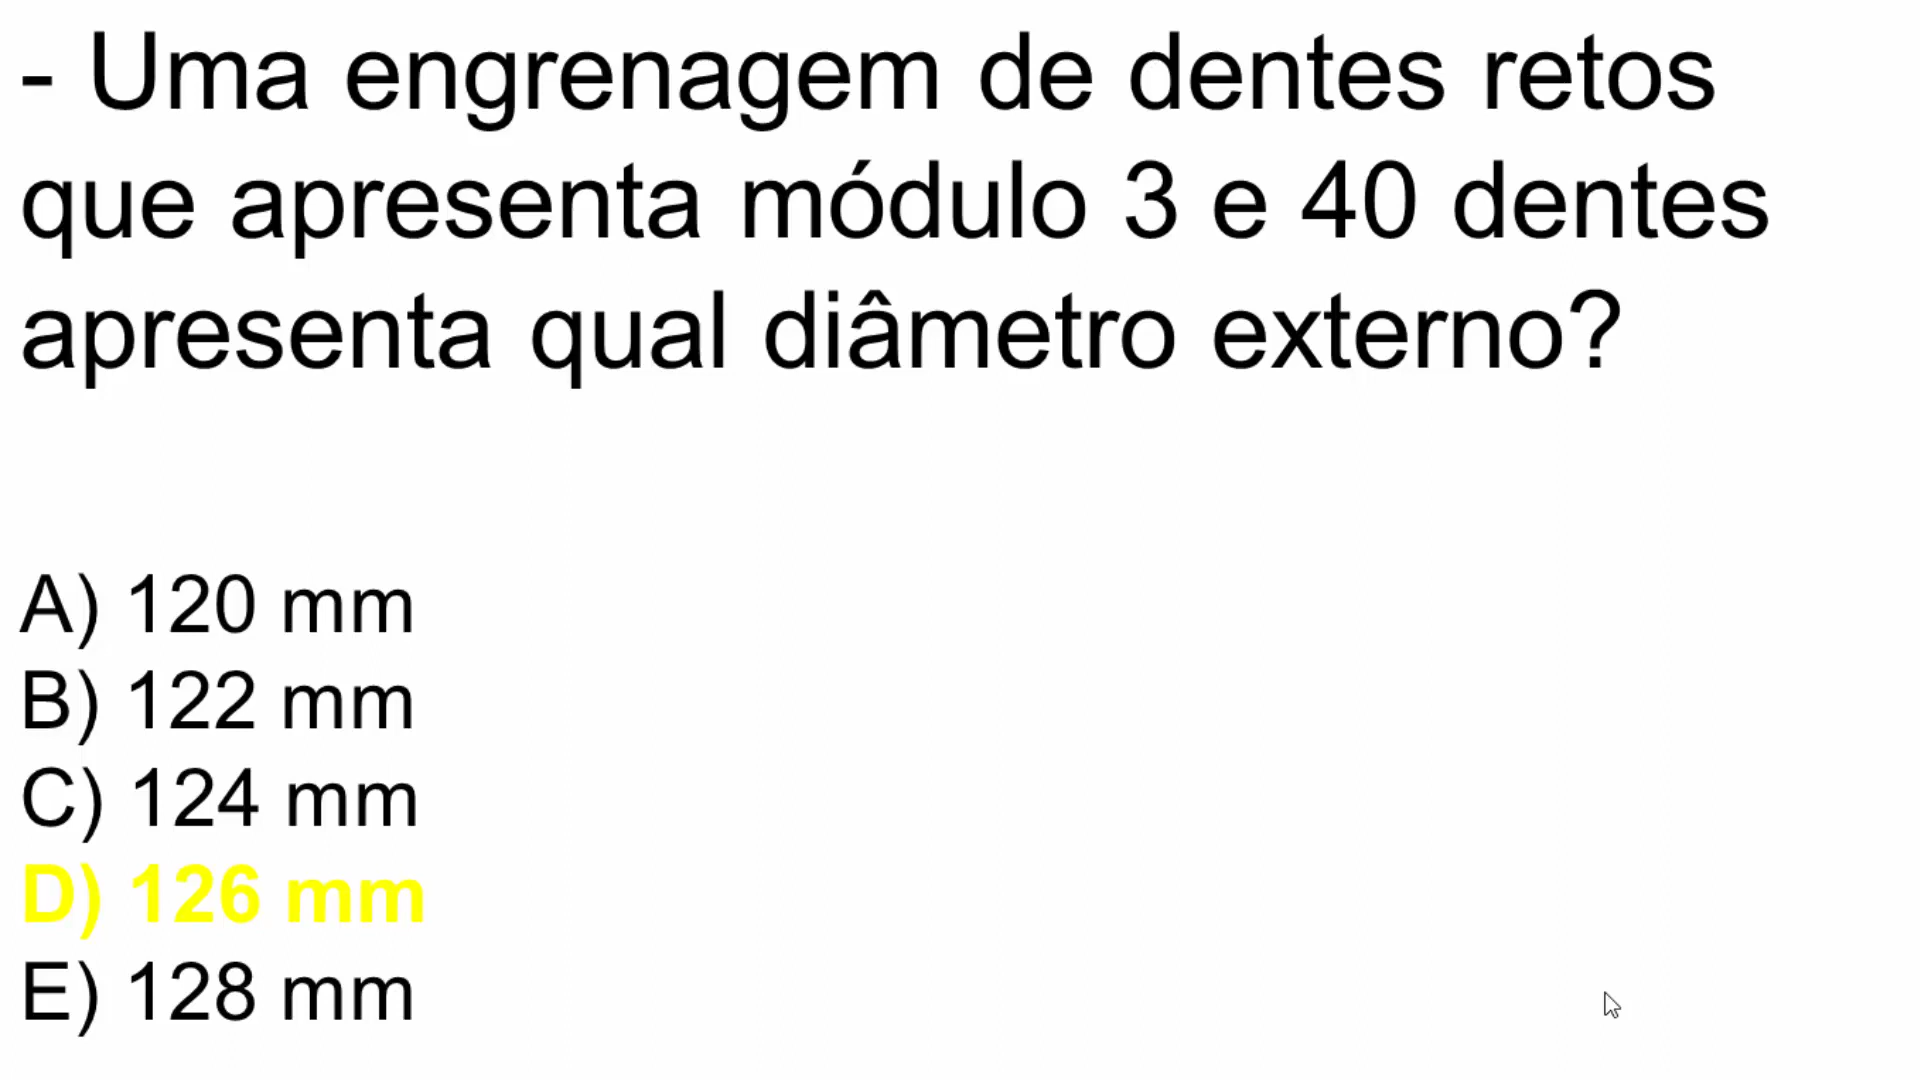 - Uma engrenagem de dentes retos
que apresenta módulo 3 e 40 dentes
apresenta qual diâmetro externo?
A) 120 mm
B) 122 mm
C) 124 mm
D) 126 mm
E) 128 mm